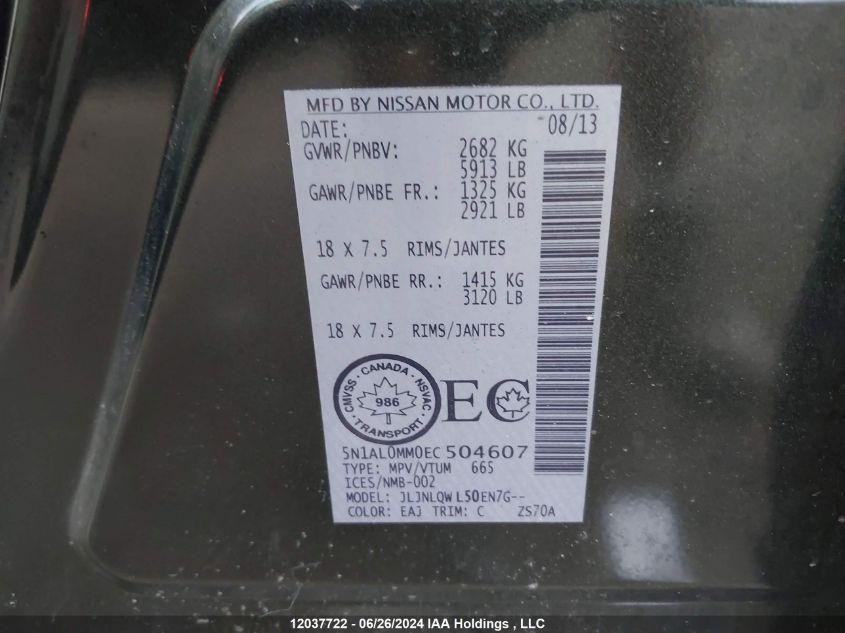 MFD BY NISSAN MOTOR CO., LTD.
DATE: 08/13
GVWR/PNBV: 2682 KG
5913 LB
GAWR/PNBE FR.: 1325 KG
2921 LB
18 X 7.5 RIMS/JANTES
GAWR/PNBE RR.: 1415 KG
3120 LB
18 X 7.5 RIMS/JANTES
CMVSS · CANADA · NSVAC · TRANSPORT ·
986
EC
5N1AL0MM0EC 504607
TYPE: MPV/VTUM 665
ICES/NMB-002
MODEL: JLJNLQW L50EN7G--
COLOR: EAJ TRIM: C ZS70A
12037722 - 06/26/2024 IAA Holdings , LLC